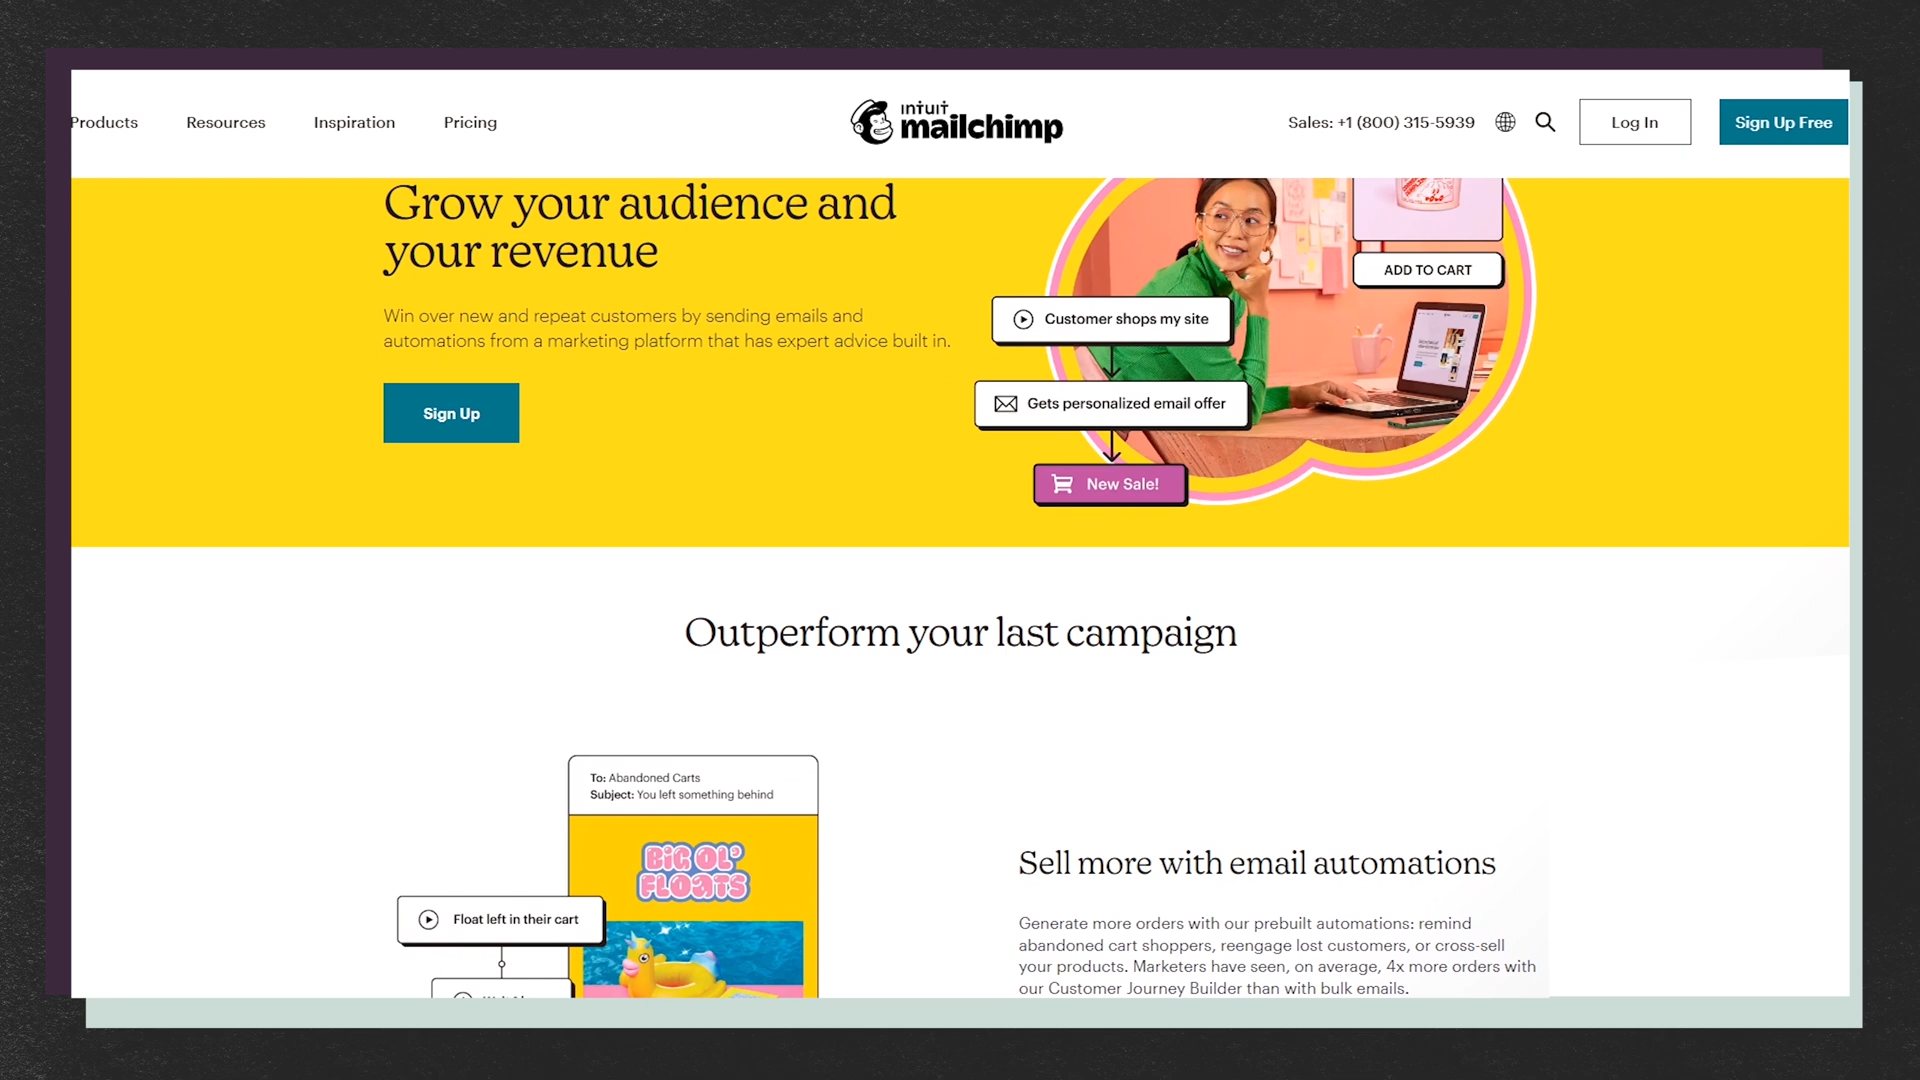 Products Resources Inspiration Pricing
INTUIT
mailchimp
Sales: +1 (800) 315-5939
Log In
Sign Up Free
Grow your audience and
your revenue
Win over new and repeat customers by sending emails and
automations from a marketing platform that has expert advice built in.
Sign Up
ADD TO CART
Customer shops my site
Gets personalized email offer
New Sale!
Outperform your last campaign
To: Abandoned Carts
Subject: You left something behind
BIG OL'
FLOATS
Float left in their cart
Sell more with email automations
Generate more orders with our prebuilt automations: remind
abandoned cart shoppers, reengage lost customers, or cross-sell
your products. Marketers have seen, on average, 4x more orders with
our Customer Journey Builder than with bulk emails.